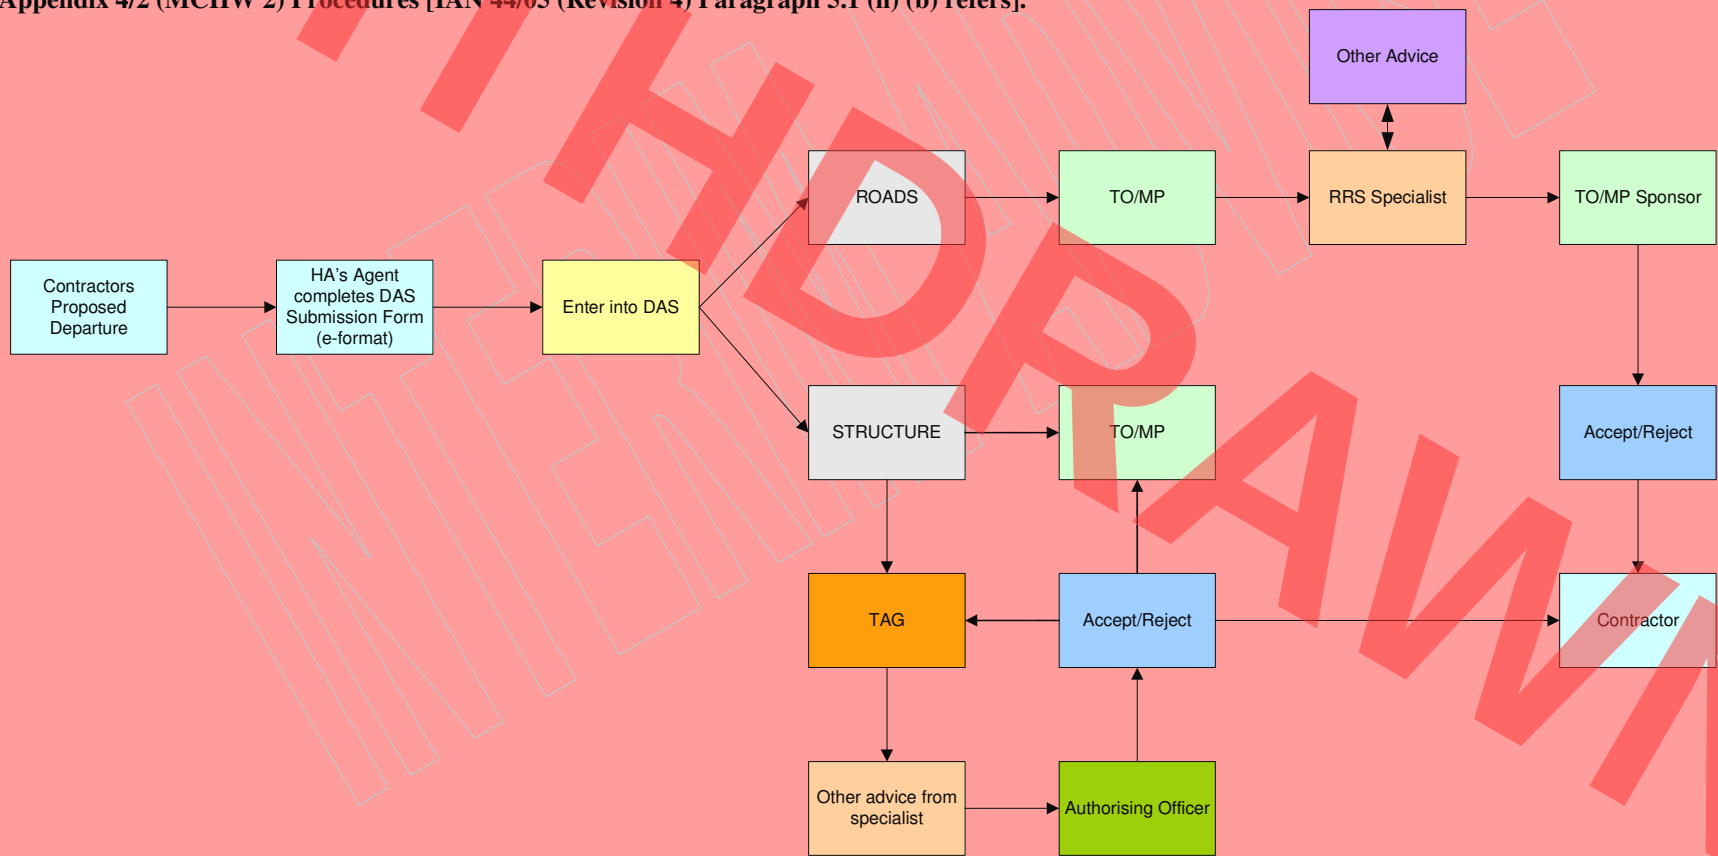 Appendix 4/2 (MCHW 2) Procedures [IAN 44/05 (Revision 4) Paragraph 5.1 (ii) (b) refers].
Other Advice
ROADS
TO/MP
RRS Specialist
TO/MP Sponsor
Contractors
Proposed
Departure
HA's Agent
completes DAS
Submission Form
(e-format)
Enter into DAS
STRUCTURE
TO/MP
Accept/Reject
TAG
Accept/Reject
Contractor
Other advice from
specialist
Authorising Officer
THDRAWN